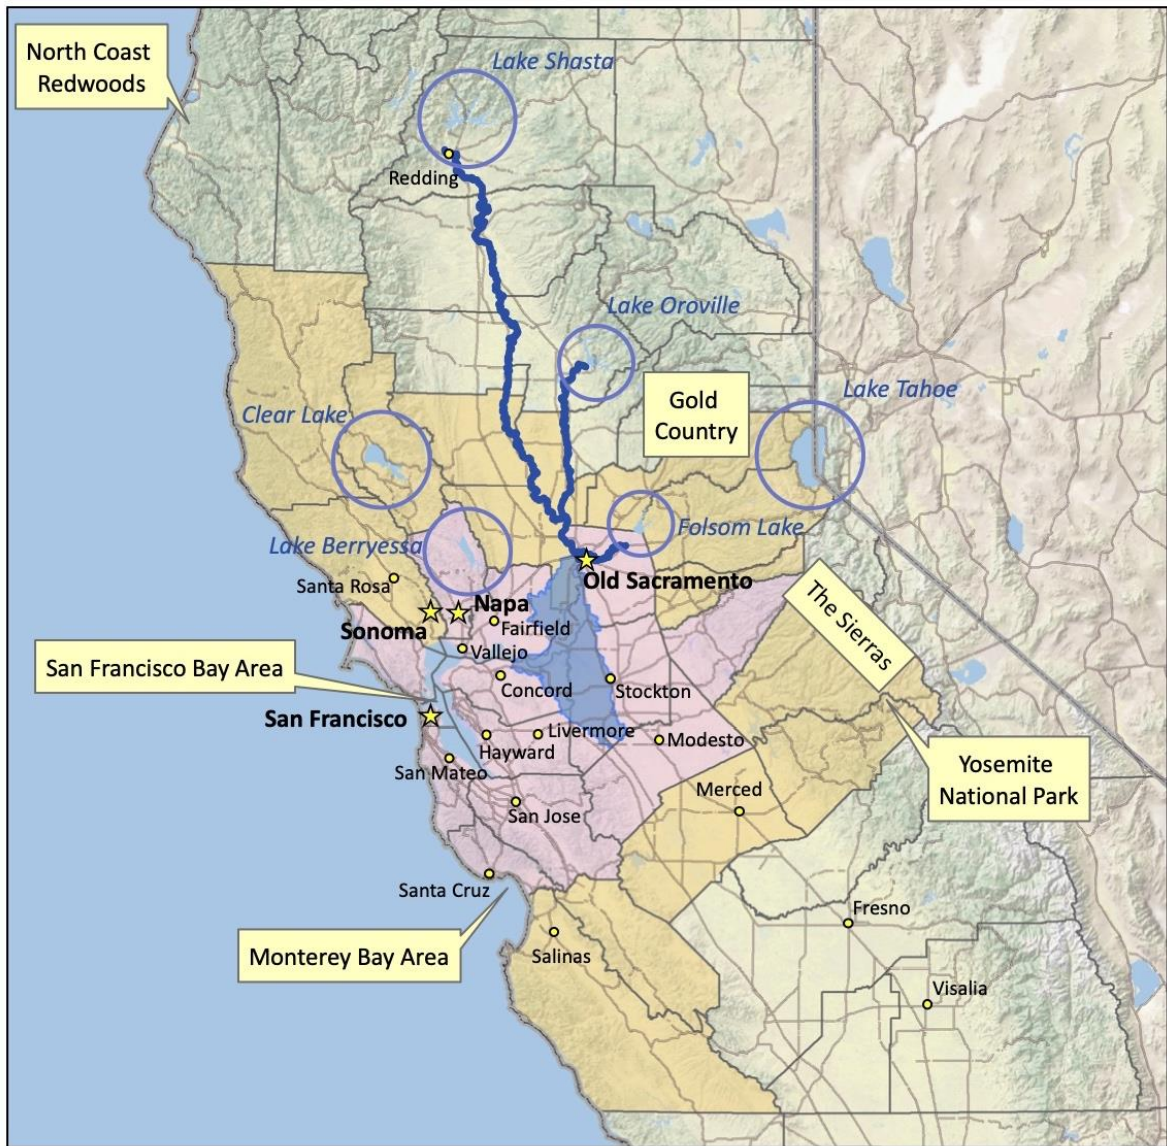 North Coast
Redwoods
Lake Shasta
Redding
Lake Oroville
Lake Tahoe
Gold
Country
Clear Lake
Folsom Lake
Lake Berryessa
Old Sacramento
Santa Rosa
Napa
Sonoma
Fairfield
The Sierras
Vallejo
San Francisco Bay Area
Concord
Stockton
San Francisco
Livermore
Hayward
Modesto
San Mateo
Yosemite
National Park
Merced
San Jose
Santa Cruz
Fresno
Monterey Bay Area
Salinas
Visalia